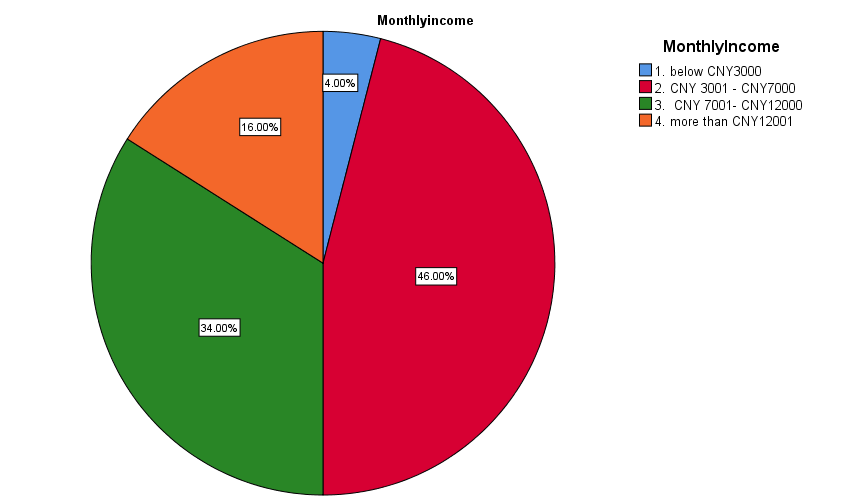 Monthlyincome
MonthlyIncome
1. below CNY3000
2. CNY 3001 - CNY7000
3. CNY 7001- CNY12000
4. more than CNY12001
4.00%
16.00%
46.00%
34.00%